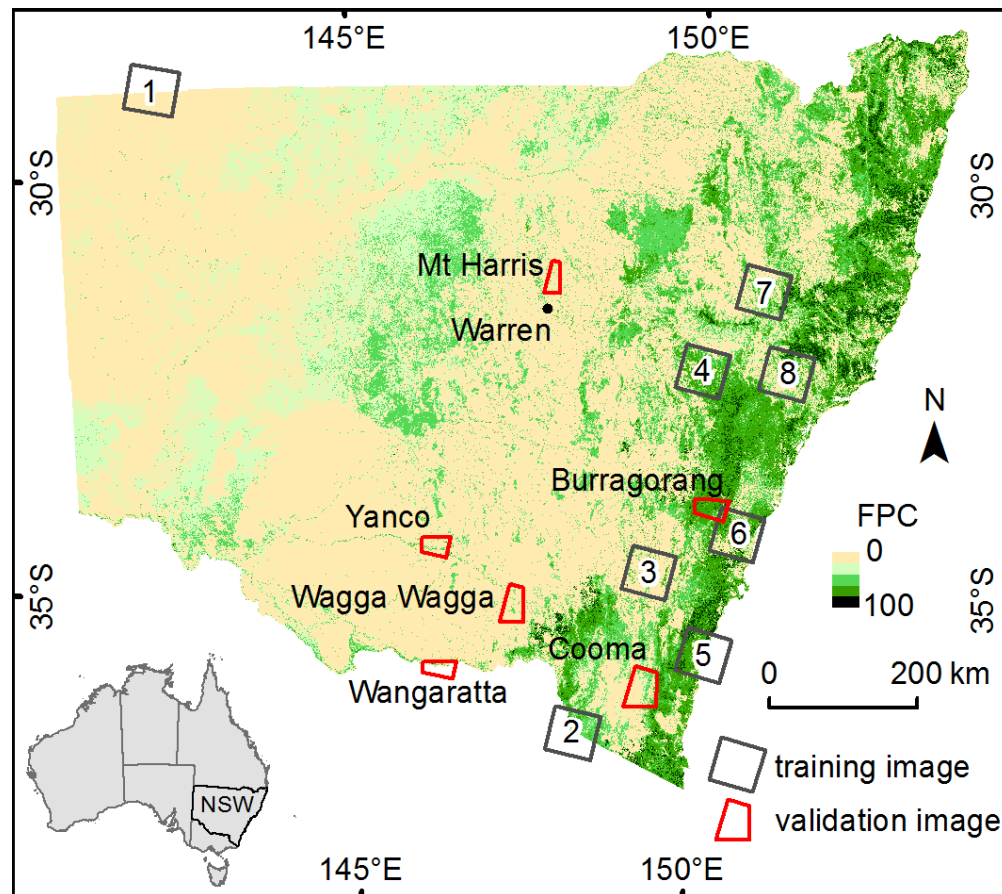 145°E
150°E
1
30°S
30°S
Mt Harris
7
Warren
4
8
N
Burragorang
FPC
Yanco
6
0
3
100
35°S
35°S
Wagga Wagga
Cooma
5
0
200 km
Wangaratta
2
training image
NSW
validation image
145°E
150°E